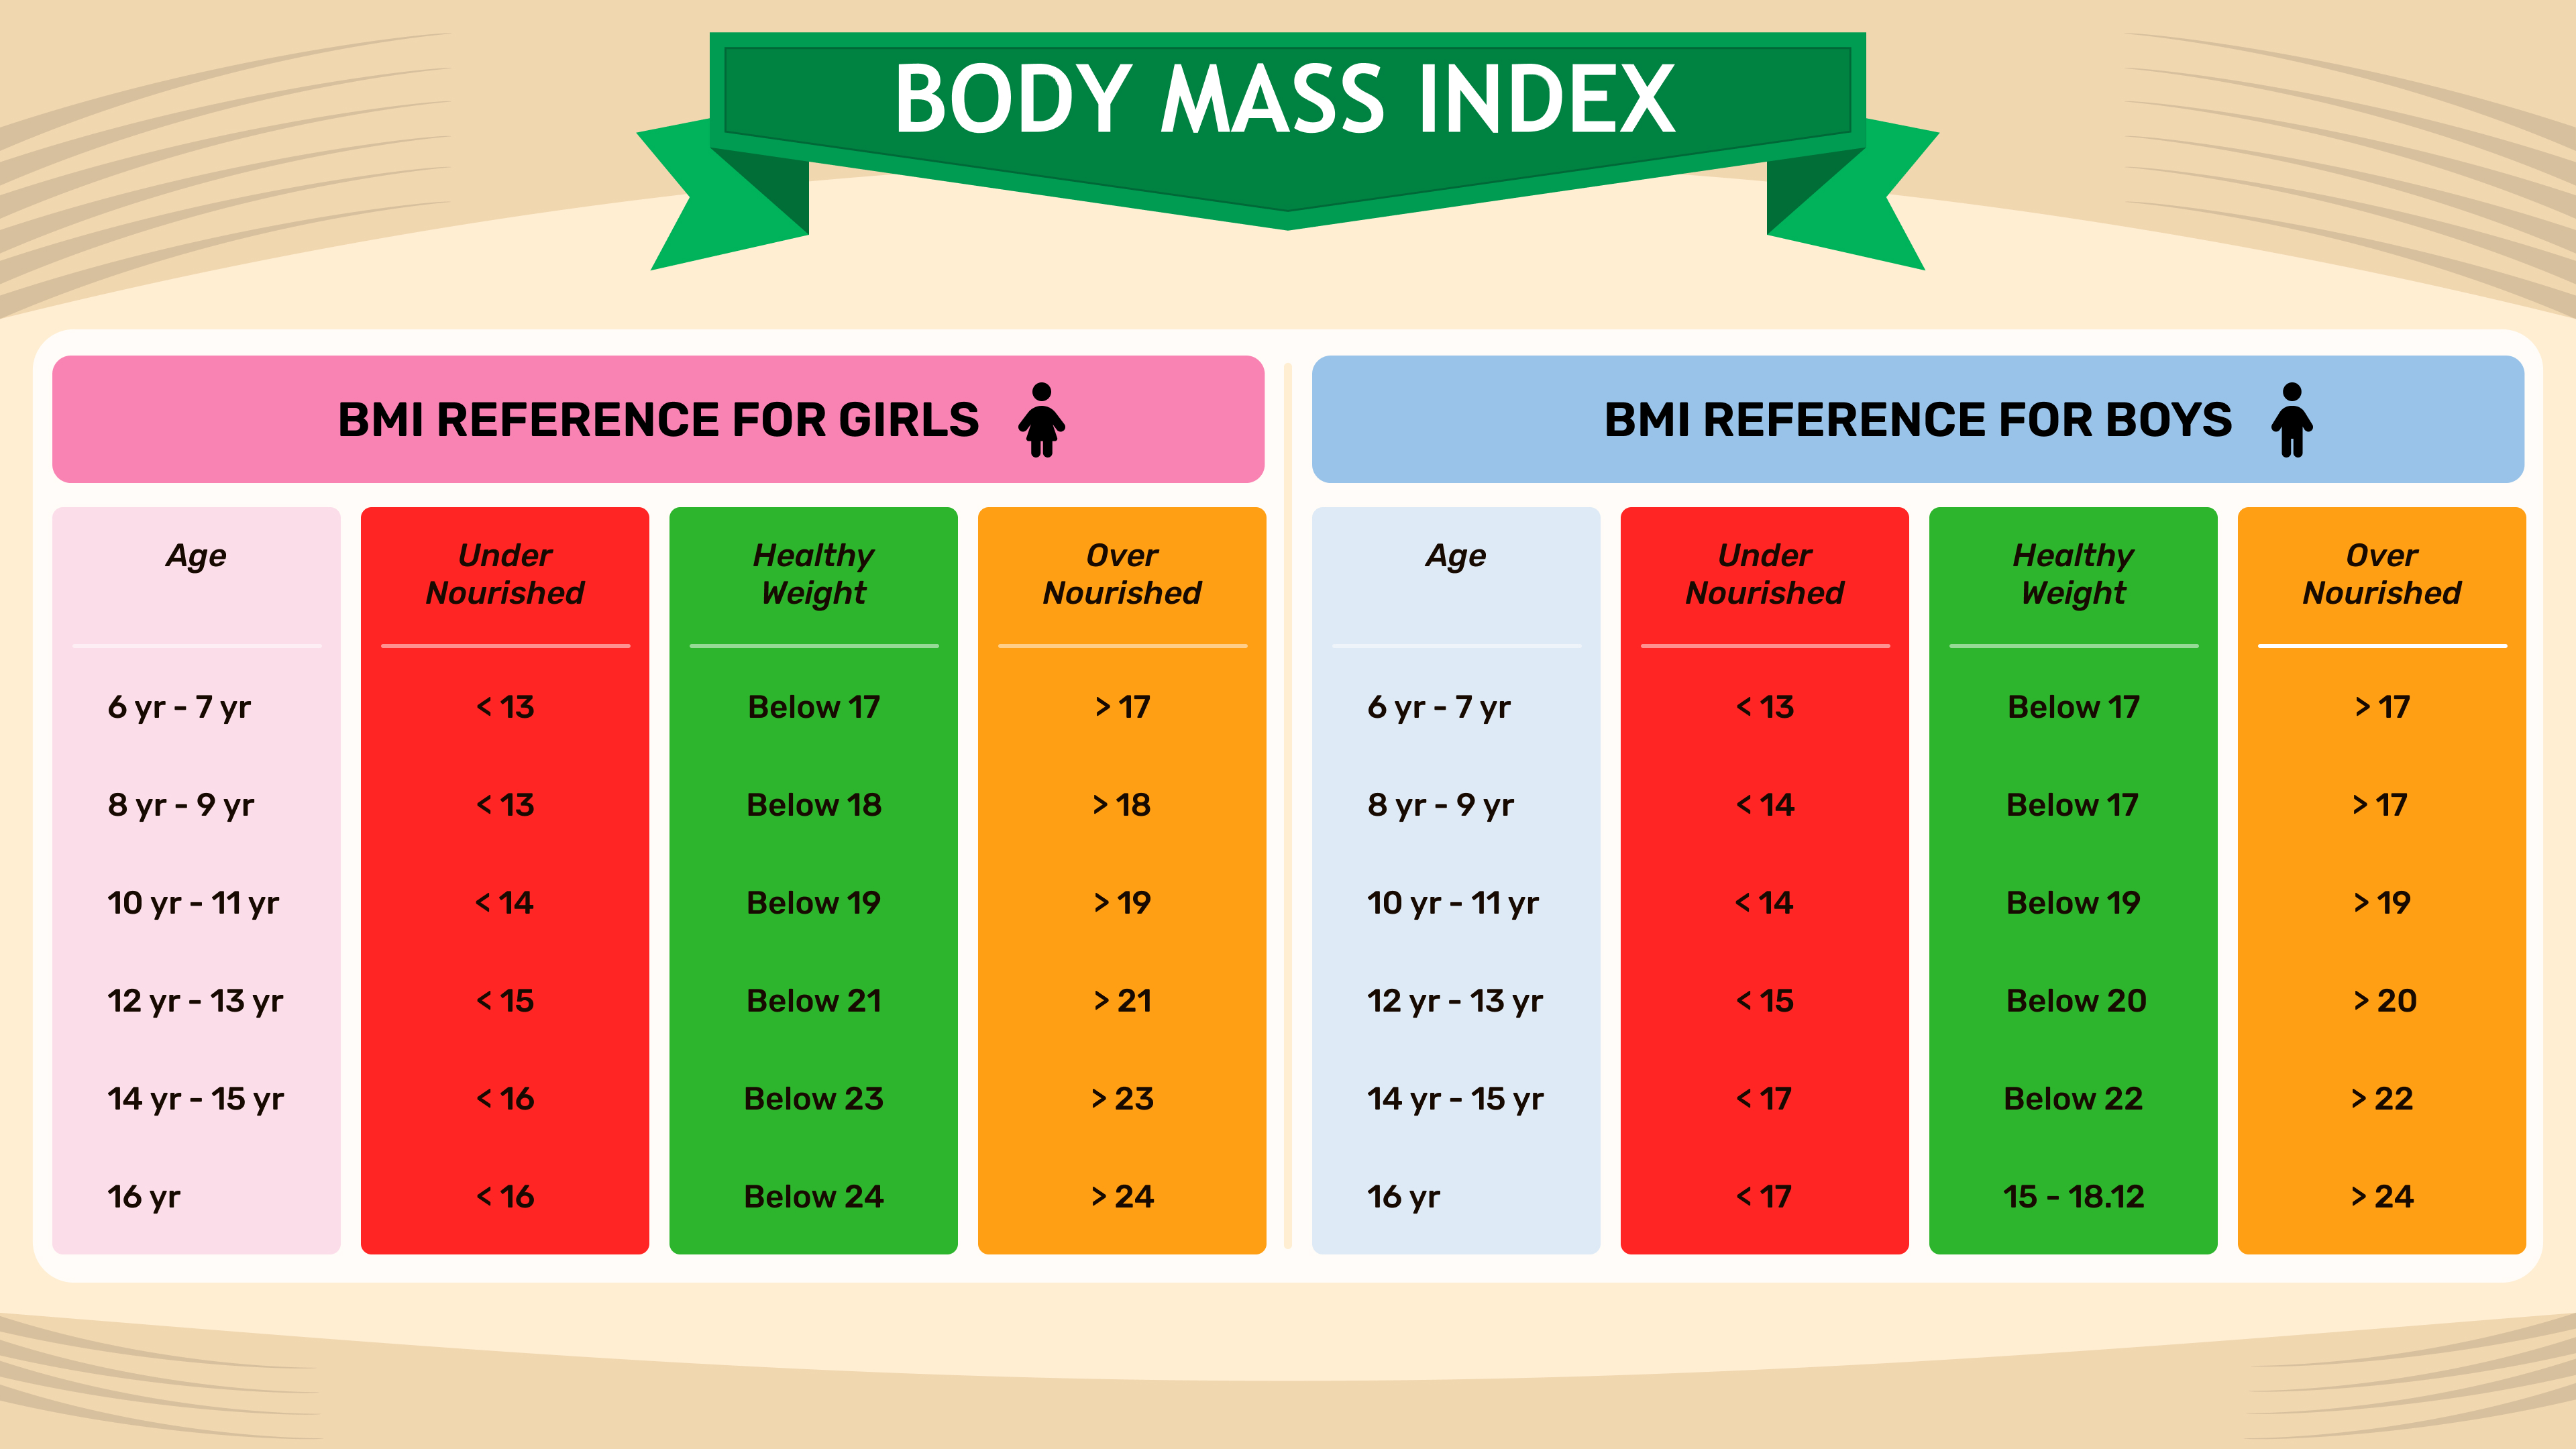 BODY MASS INDEX
BMI REFERENCE FOR GIRLS
Age
Under
Nourished
Healthy
Weight
Over
Nourished
6 yr - 7 yr < 13 Below 17 > 17
8 yr - 9 yr < 13 Below 18 > 18
10 yr - 11 yr < 14 Below 19 > 19
12 yr - 13 yr < 15 Below 21 > 21
14 yr - 15 yr < 16 Below 23 > 23
16 yr < 16 Below 24 > 24
BMI REFERENCE FOR BOYS
Age
Under
Nourished
Healthy
Weight
Over
Nourished
6 yr - 7 yr < 13 Below 17 > 17
8 yr - 9 yr < 14 Below 17 > 17
10 yr - 11 yr < 14 Below 19 > 19
12 yr - 13 yr < 15 Below 20 > 20
14 yr - 15 yr < 17 Below 22 > 22
16 yr < 17 15 - 18.12 > 24